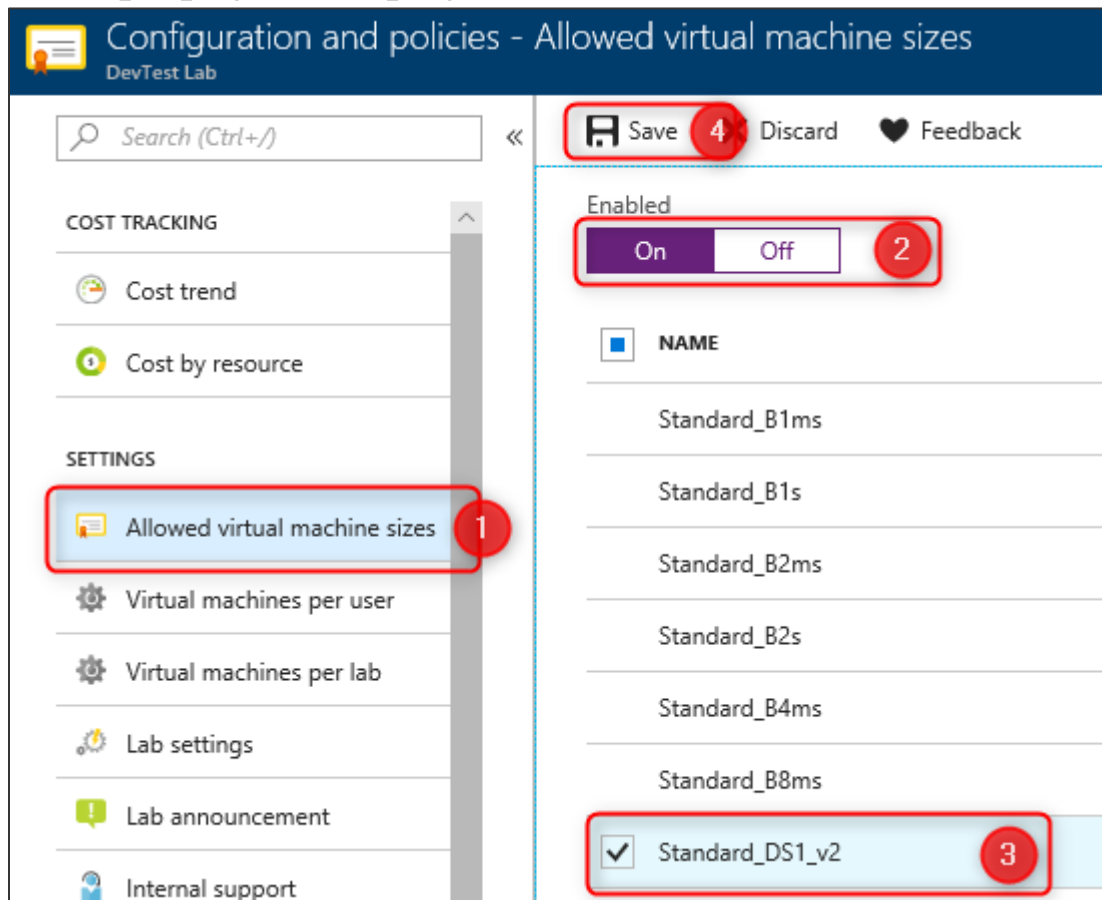 Configuration and policies - Allowed virtual machine sizes
DevTest Lab
Search (Ctrl+/)
«
Save 4 Discard Feedback
COST TRACKING
Cost trend
Cost by resource
SETTINGS
Allowed virtual machine sizes 1
Virtual machines per user
Virtual machines per lab
Lab settings
Lab announcement
Internal support
Enabled
On Off 2
NAME
Standard_B1ms
Standard_B1s
Standard_B2ms
Standard_B2s
Standard_B4ms
Standard_B8ms
Standard_DS1_v2 3